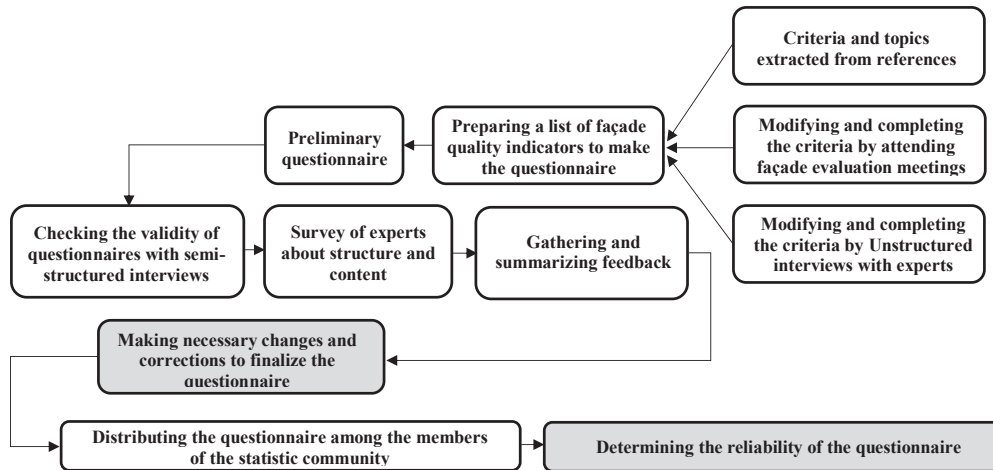 Criteria and topics
extracted from references
Preliminary
questionnaire
Preparing a list of façade
quality indicators to make
the questionnaire
Modifying and completing
the criteria by attending
façade evaluation meetings
Checking the validity of
questionnaires with semi-
structured interviews
Survey of experts
about structure and
content
Gathering and
summarizing feedback
Modifying and completing
the criteria by Unstructured
interviews with experts
Making necessary changes and
corrections to finalize the
questionnaire
Distributing the questionnaire among the members
of the statistic community
Determining the reliability of the questionnaire